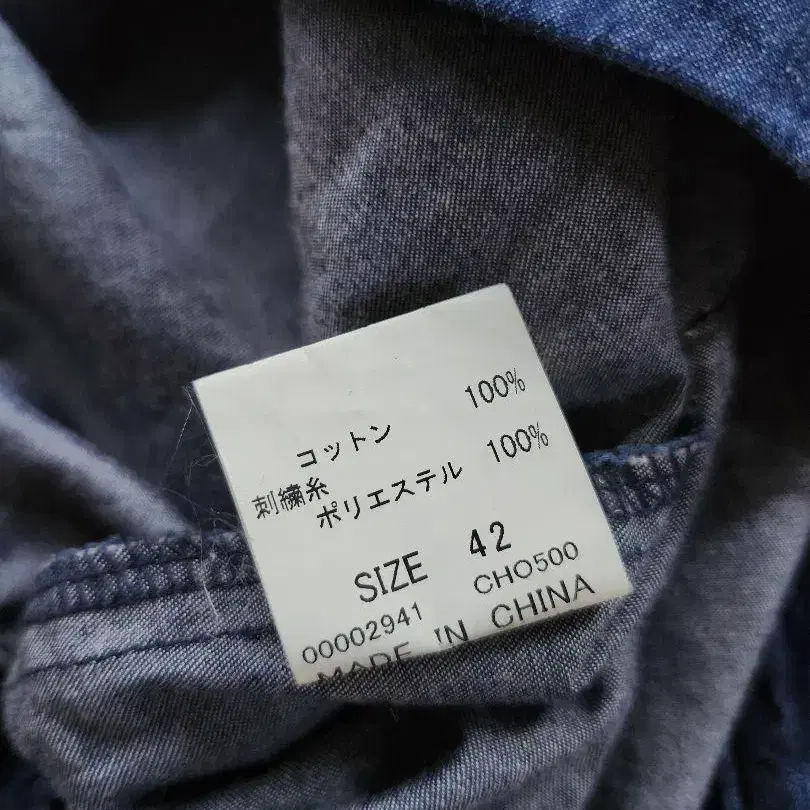 コットン 100%
刺繍糸
ポリエステル 100%
SIZE 42
00002941 CHO500
MADE IN CHINA